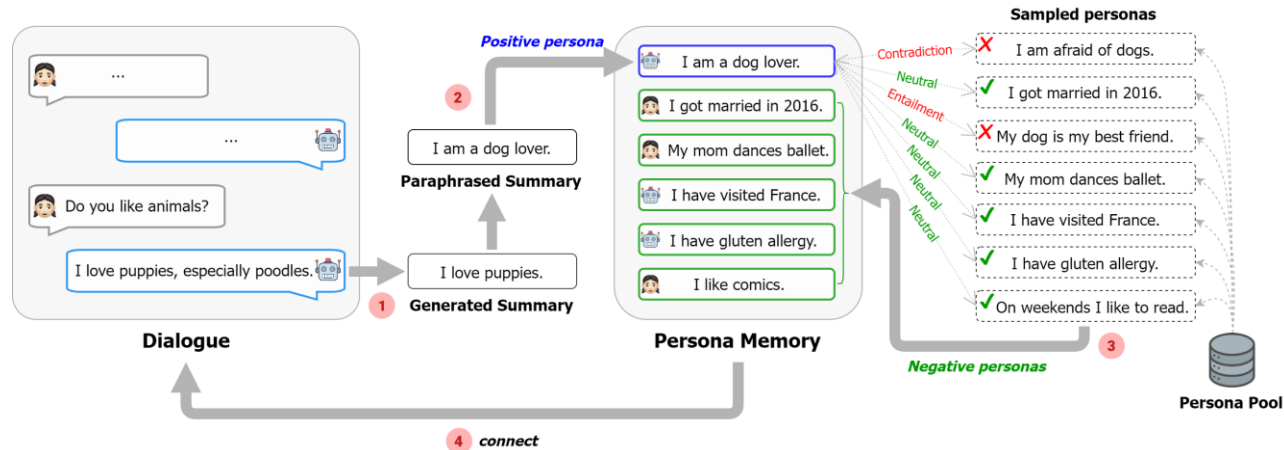 ...
...
Do you like animals?
I love puppies, especially poodles.
Dialogue
1
I love puppies.
Generated Summary
I am a dog lover.
Paraphrased Summary
2
Positive persona
I am a dog lover.
I got married in 2016.
My mom dances ballet.
I have visited France.
I have gluten allergy.
I like comics.
Persona Memory
Sampled personas
Contradiction
Neutral
Entailment
Neutral
Neutral
Neutral
Neutral
I am afraid of dogs.
I got married in 2016.
My dog is my best friend.
My mom dances ballet.
I have visited France.
I have gluten allergy.
On weekends I like to read.
3
Negative personas
Persona Pool
4 connect